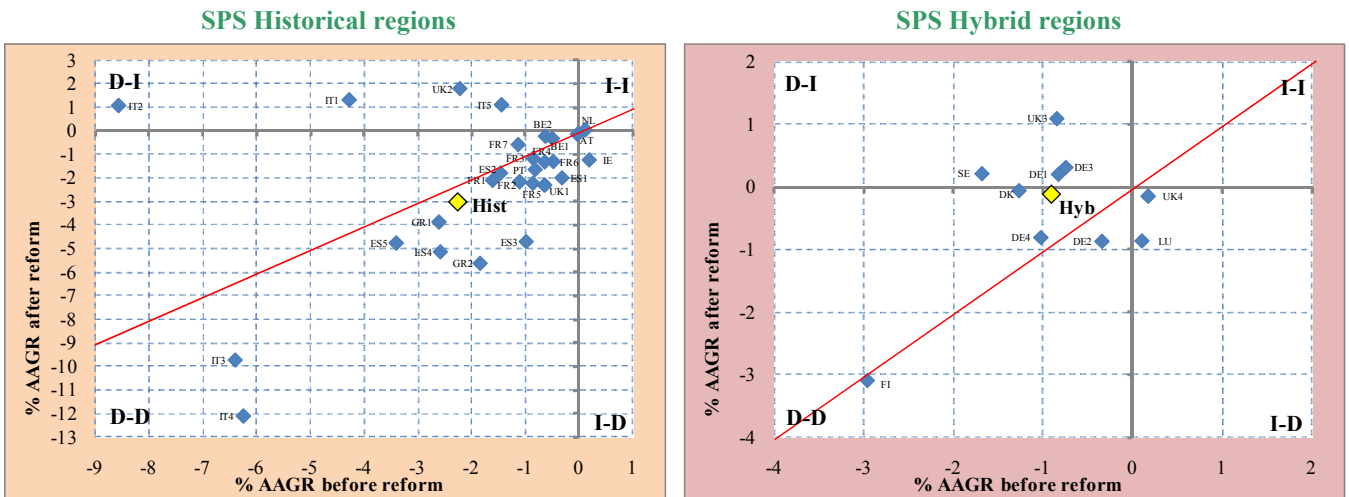 SPS Historical regions
SPS Hybrid regions
3
2
1
0
-1
-2
-3
-4
-5
-6
-7
-8
-9
-10
-11
-12
-13
% AAGR after reform
D-I
I-I
IT2
IT1
UK2
IT5
NL
BE2
AT
FR7
BE1
FR3
FR4
IE
ES2
PT
FR6
FR1
FR2
FR5
UK1
ES1
Hist
GR1
ES5
ES4
ES3
GR2
IT3
IT4
D-D
I-D
-9 -8 -7 -6 -5 -4 -3 -2 -1 0 1
% AAGR before reform
2
1
0
-1
-2
-3
-4
% AAGR after reform
D-I
I-I
UK3
SE
DE1
DE3
DK
Hyb
UK4
DE4
DE2
LU
FI
D-D
I-D
-4 -3 -2 -1 0 1 2
% AAGR before reform